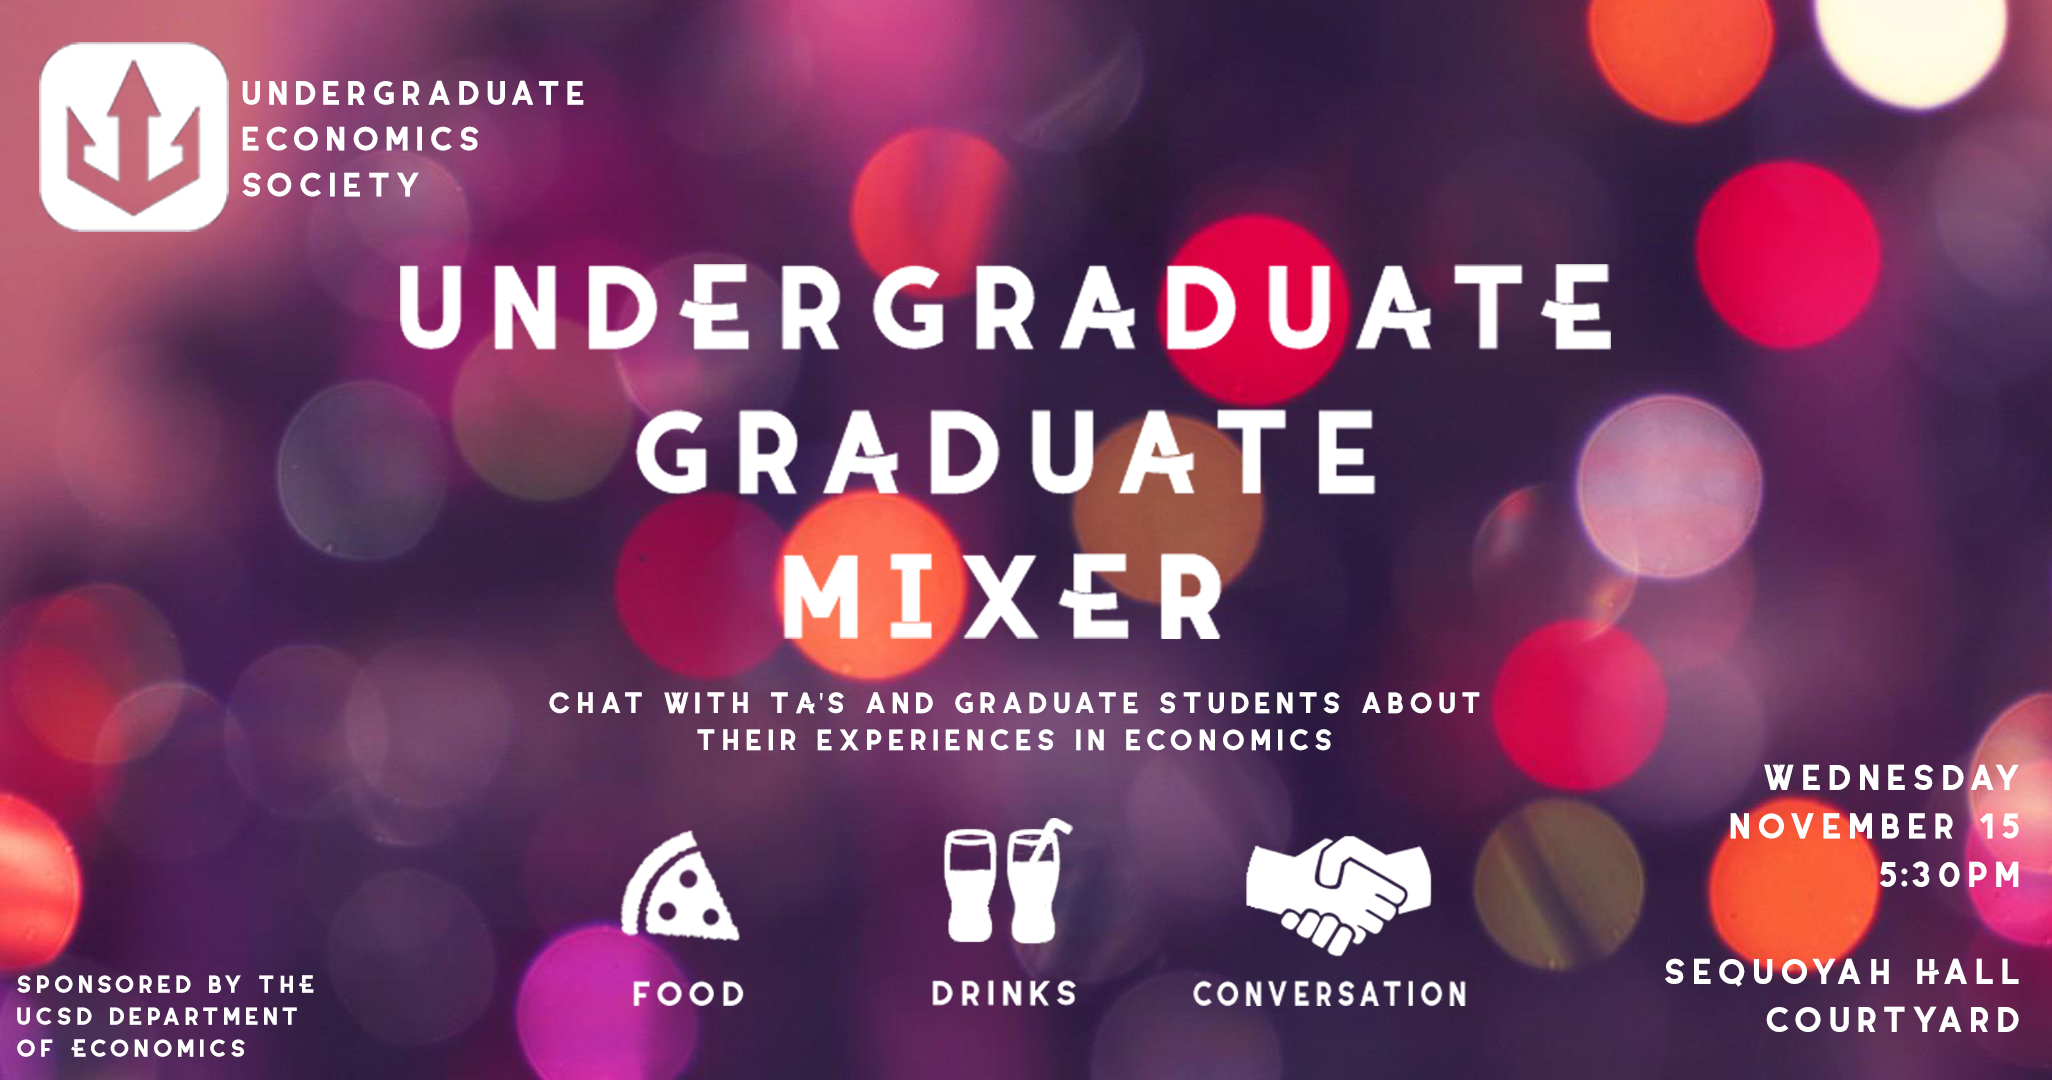 UNDERGRADUATE
ECONOMICS
SOCIETY
UNDERGRADUATE
GRADUATE
MIXER
CHAT WITH TA'S AND GRADUATE STUDENTS ABOUT
THEIR EXPERIENCES IN ECONOMICS
FOOD
DRINKS
CONVERSATION
WEDNESDAY
NOVEMBER 15
5:30PM
SEQUOYAH HALL
COURTYARD
SPONSORED BY THE
UCSD DEPARTMENT
OF ECONOMICS